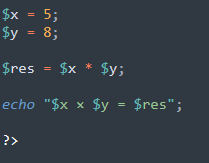 $x = 5;
$y = 8;
$res = $x * $y;
echo "$x × $y = $res";
?>